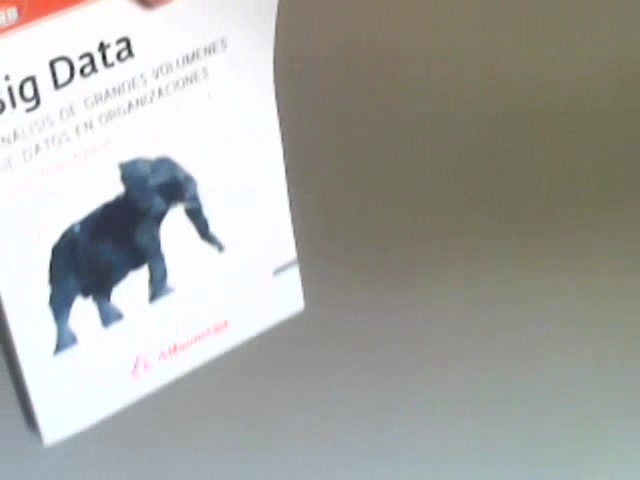 Big Data
ANÁLISIS DE GRANDES VOLÚMENES
DE DATOS EN ORGANIZACIONES
Alfaomega